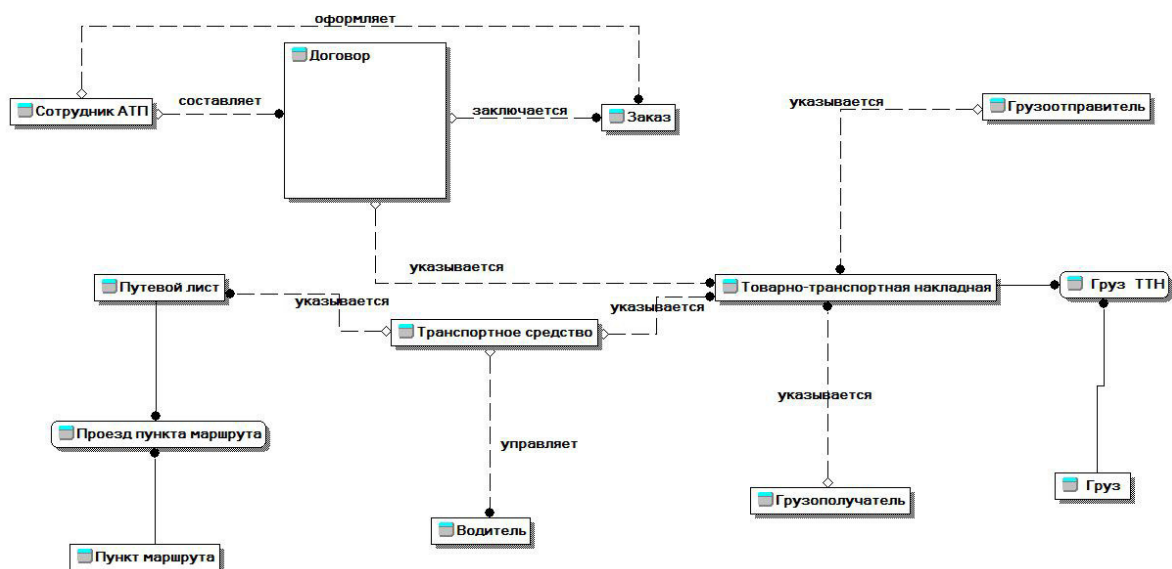 оформляет
Договор
Сотрудник АТП
составляет
заключается
Заказ
указывается
Грузоотправитель
указывается
Путевой лист
указывается
Товарно-транспортная накладная
Груз ТТН
указывается
Транспортное средство
указывается
Проезд пункта маршрута
управляет
Груз
Грузополучатель
Водитель
Пункт маршрута